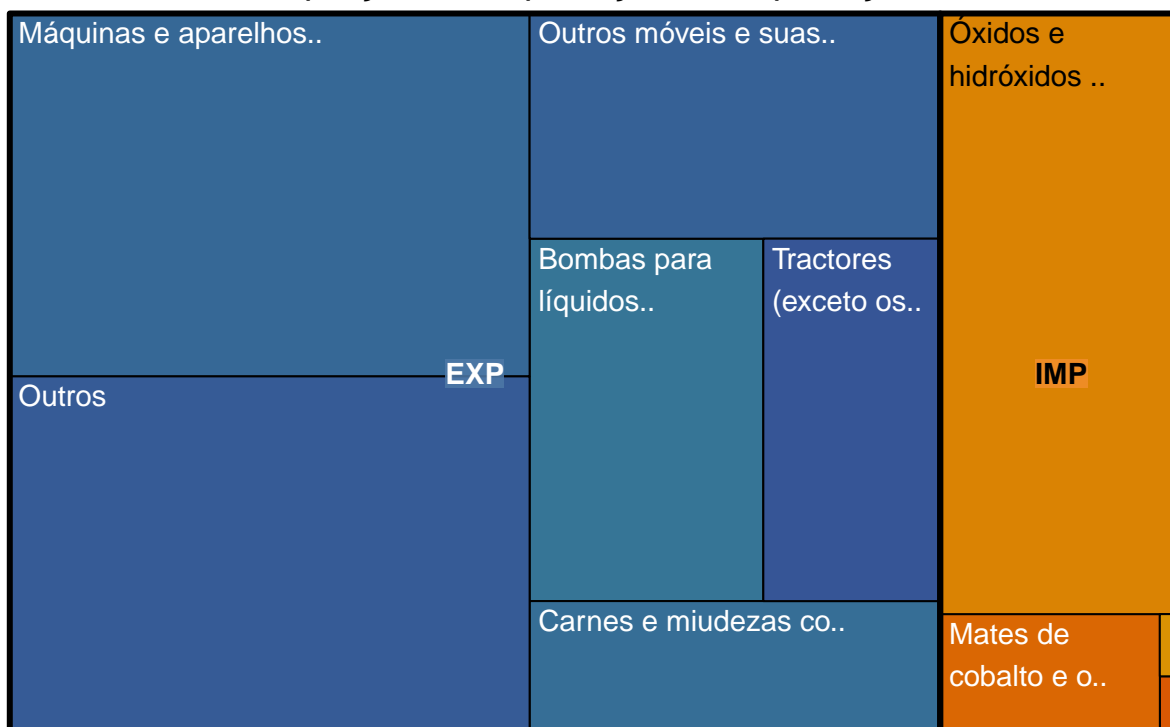 Máquinas e aparelhos..
Outros móveis e suas..
Óxidos e
hidróxidos ..
Bombas para
líquidos..
Tractores
(exceto os..
EXP
IMP
Outros
Carnes e miudezas co..
Mates de
cobalto e o..